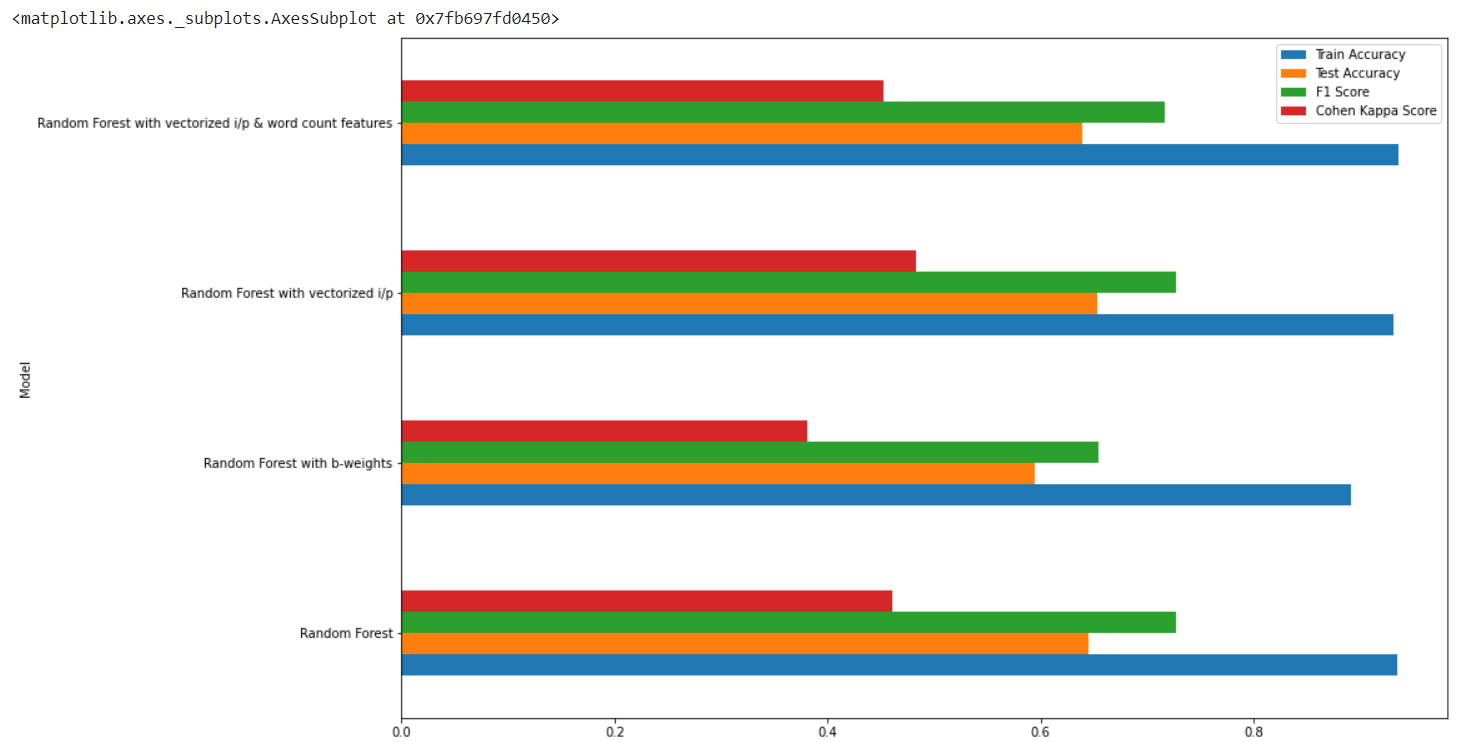 <matplotlib.axes._subplots.AxesSubplot at 0x7fb697fd0450>
Train Accuracy
Test Accuracy
F1 Score
Cohen Kappa Score
Random Forest with vectorized i/p & word count features
Random Forest with vectorized i/p
Model
Random Forest with b-weights
Random Forest
0.0 0.2 0.4 0.6 0.8